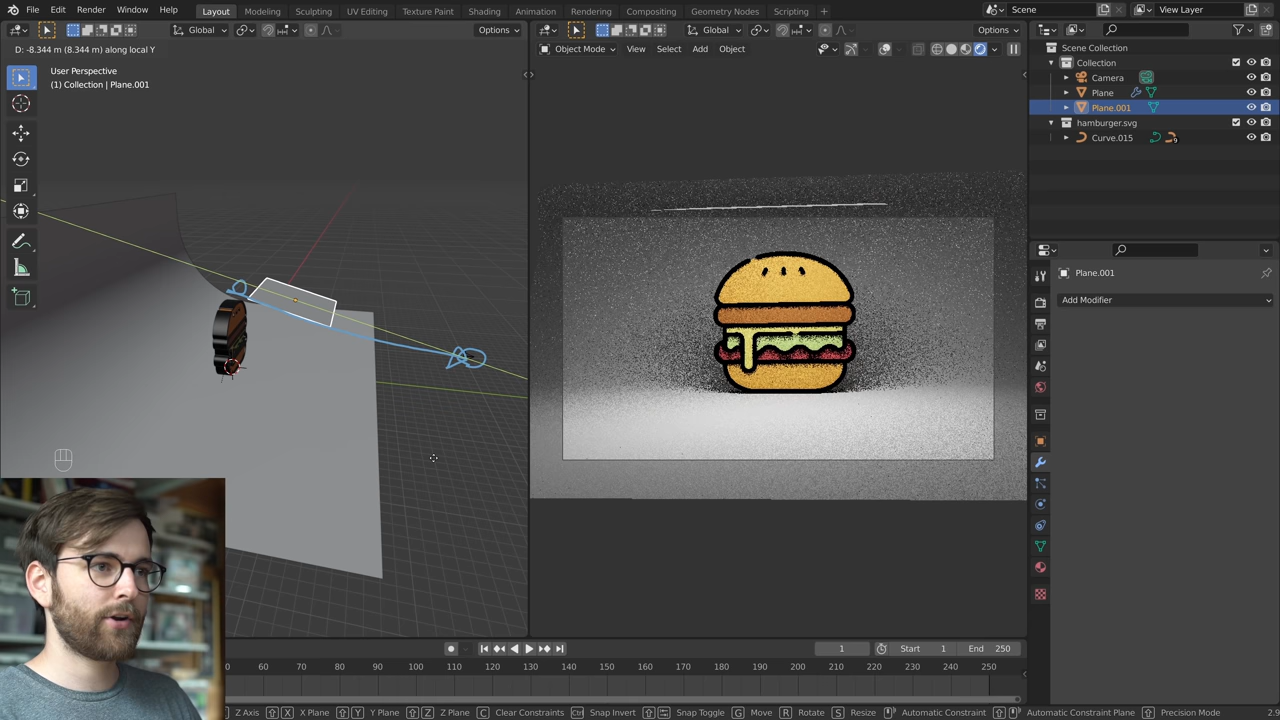 File Edit Render Window Help Layout Modeling Sculpting UV Editing Texture Paint Shading Animation Rendering Compositing Geometry Nodes Scripting + Scene View Layer
Global Options Global Options
D: -8.344 m (8.344 m) along local Y Object Mode View Select Add Object
User Perspective
(1) Collection | Plane.001
Scene Collection
Collection
Camera
Plane
Plane.001
hamburger.svg
Curve.015
Plane.001
Add Modifier
1 Start 1 End 250
60 70 80 90 100 110 120 130 140 150 160 170 180 190 200 210 220 230 240 250
Z Axis X Plane Y Y Plane Z Z Plane C Clear Constraints Ctrl Snap Invert Snap Toggle G Move R Rotate S Resize Automatic Constraint Automatic Constraint Plane Precision Mode